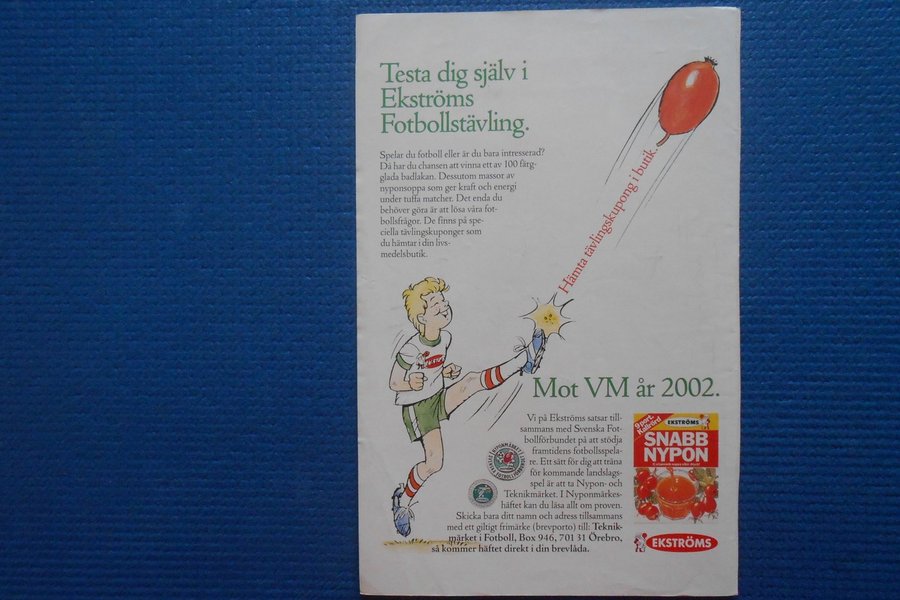 Testa dig själv i
Ekströms
Fotbollstävling.
Spelar du fotboll eller är du bara intresserad?
Då har du chansen att vinna ett av 100 färg-
glada badlakan. Dessutom massor av
nyponsoppa som ger kraft och energi
under tuffa matcher. Det enda du
behöver göra är att lösa våra fot-
bollsfrågor. De finns på spe-
ciella tävlingskuponger som
du hämtar i din livs-
medelsbutik.
Hämta tävlingskupong i butik.
Mot VM år 2002.
Vi på Ekströms satsar till-
sammans med Svenska Fot-
bollförbundet på att stödja
framtidens fotbollsspela-
re. Ett sätt för dig att träna
för kommande landslags-
spel är att ta Nypon- och
Teknikmärket. I Nyponmärkes-
häftet kan du läsa allt om proven.
Skicka bara ditt namn och adress tillsammans
med ett giltigt frimärke (brevporto) till: Teknik-
märket i Fotboll, Box 946, 701 31 Örebro,
så kommer häftet direkt i din brevlåda.
9 port.
Kallrörd
EKSTRÖMS
SNABB
NYPON
EKSTRÖMS